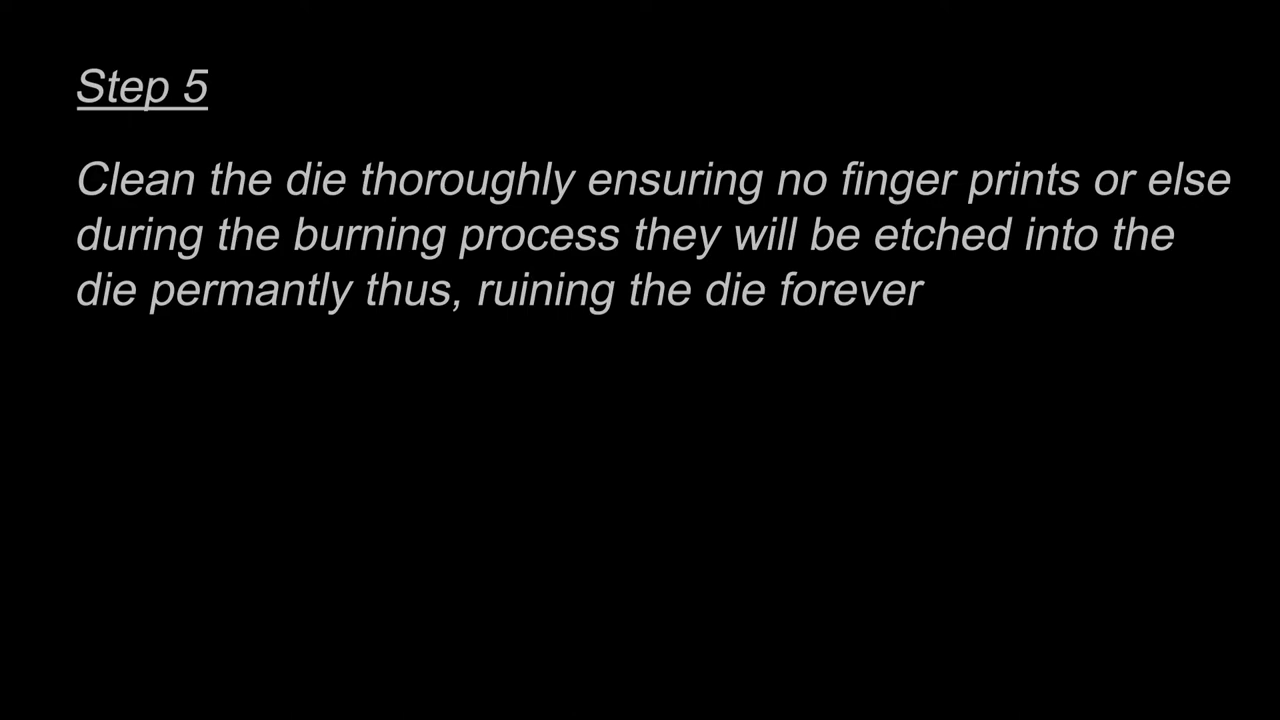 Step 5
Clean the die thoroughly ensuring no finger prints or else
during the burning process they will be etched into the
die permantly thus, ruining the die forever